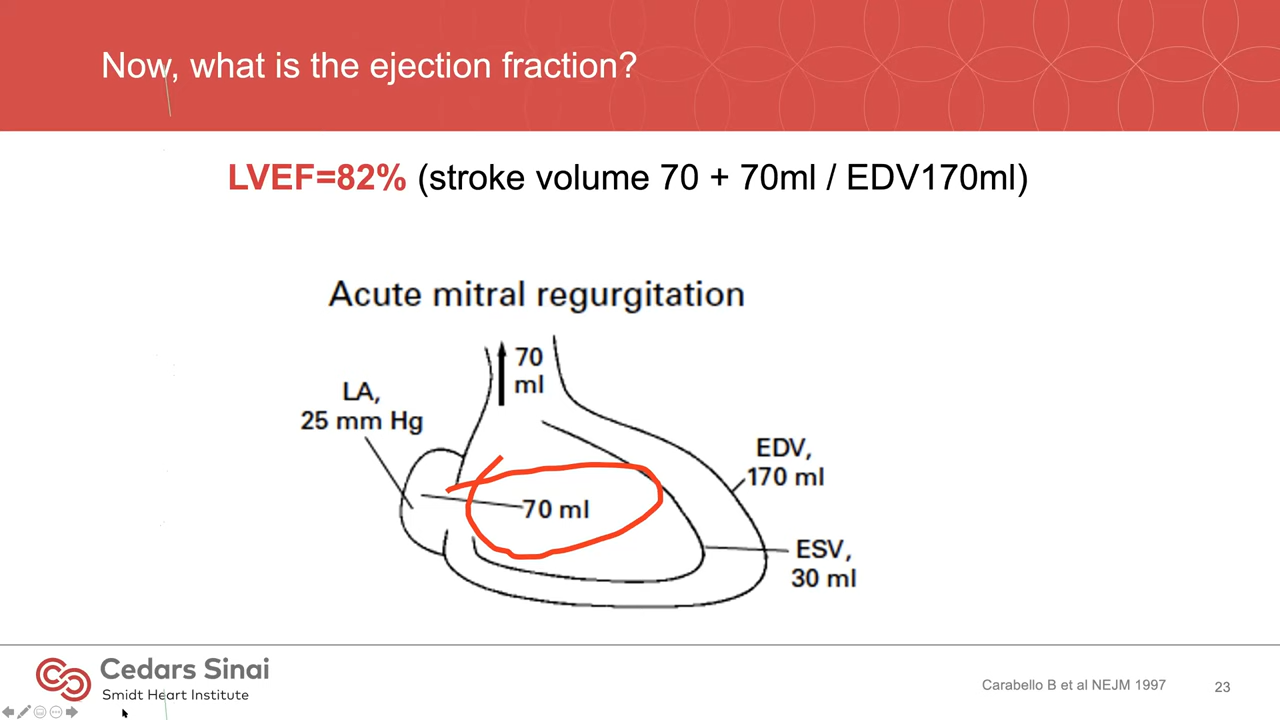 Now, what is the ejection fraction?
LVEF=82% (stroke volume 70 + 70ml / EDV170ml)
Acute mitral regurgitation
70
ml
LA,
25 mm Hg
EDV,
170 ml
70 ml
ESV,
30 ml
Cedars Sinai
Smidt Heart Institute
Carabello B et al NEJM 1997
23